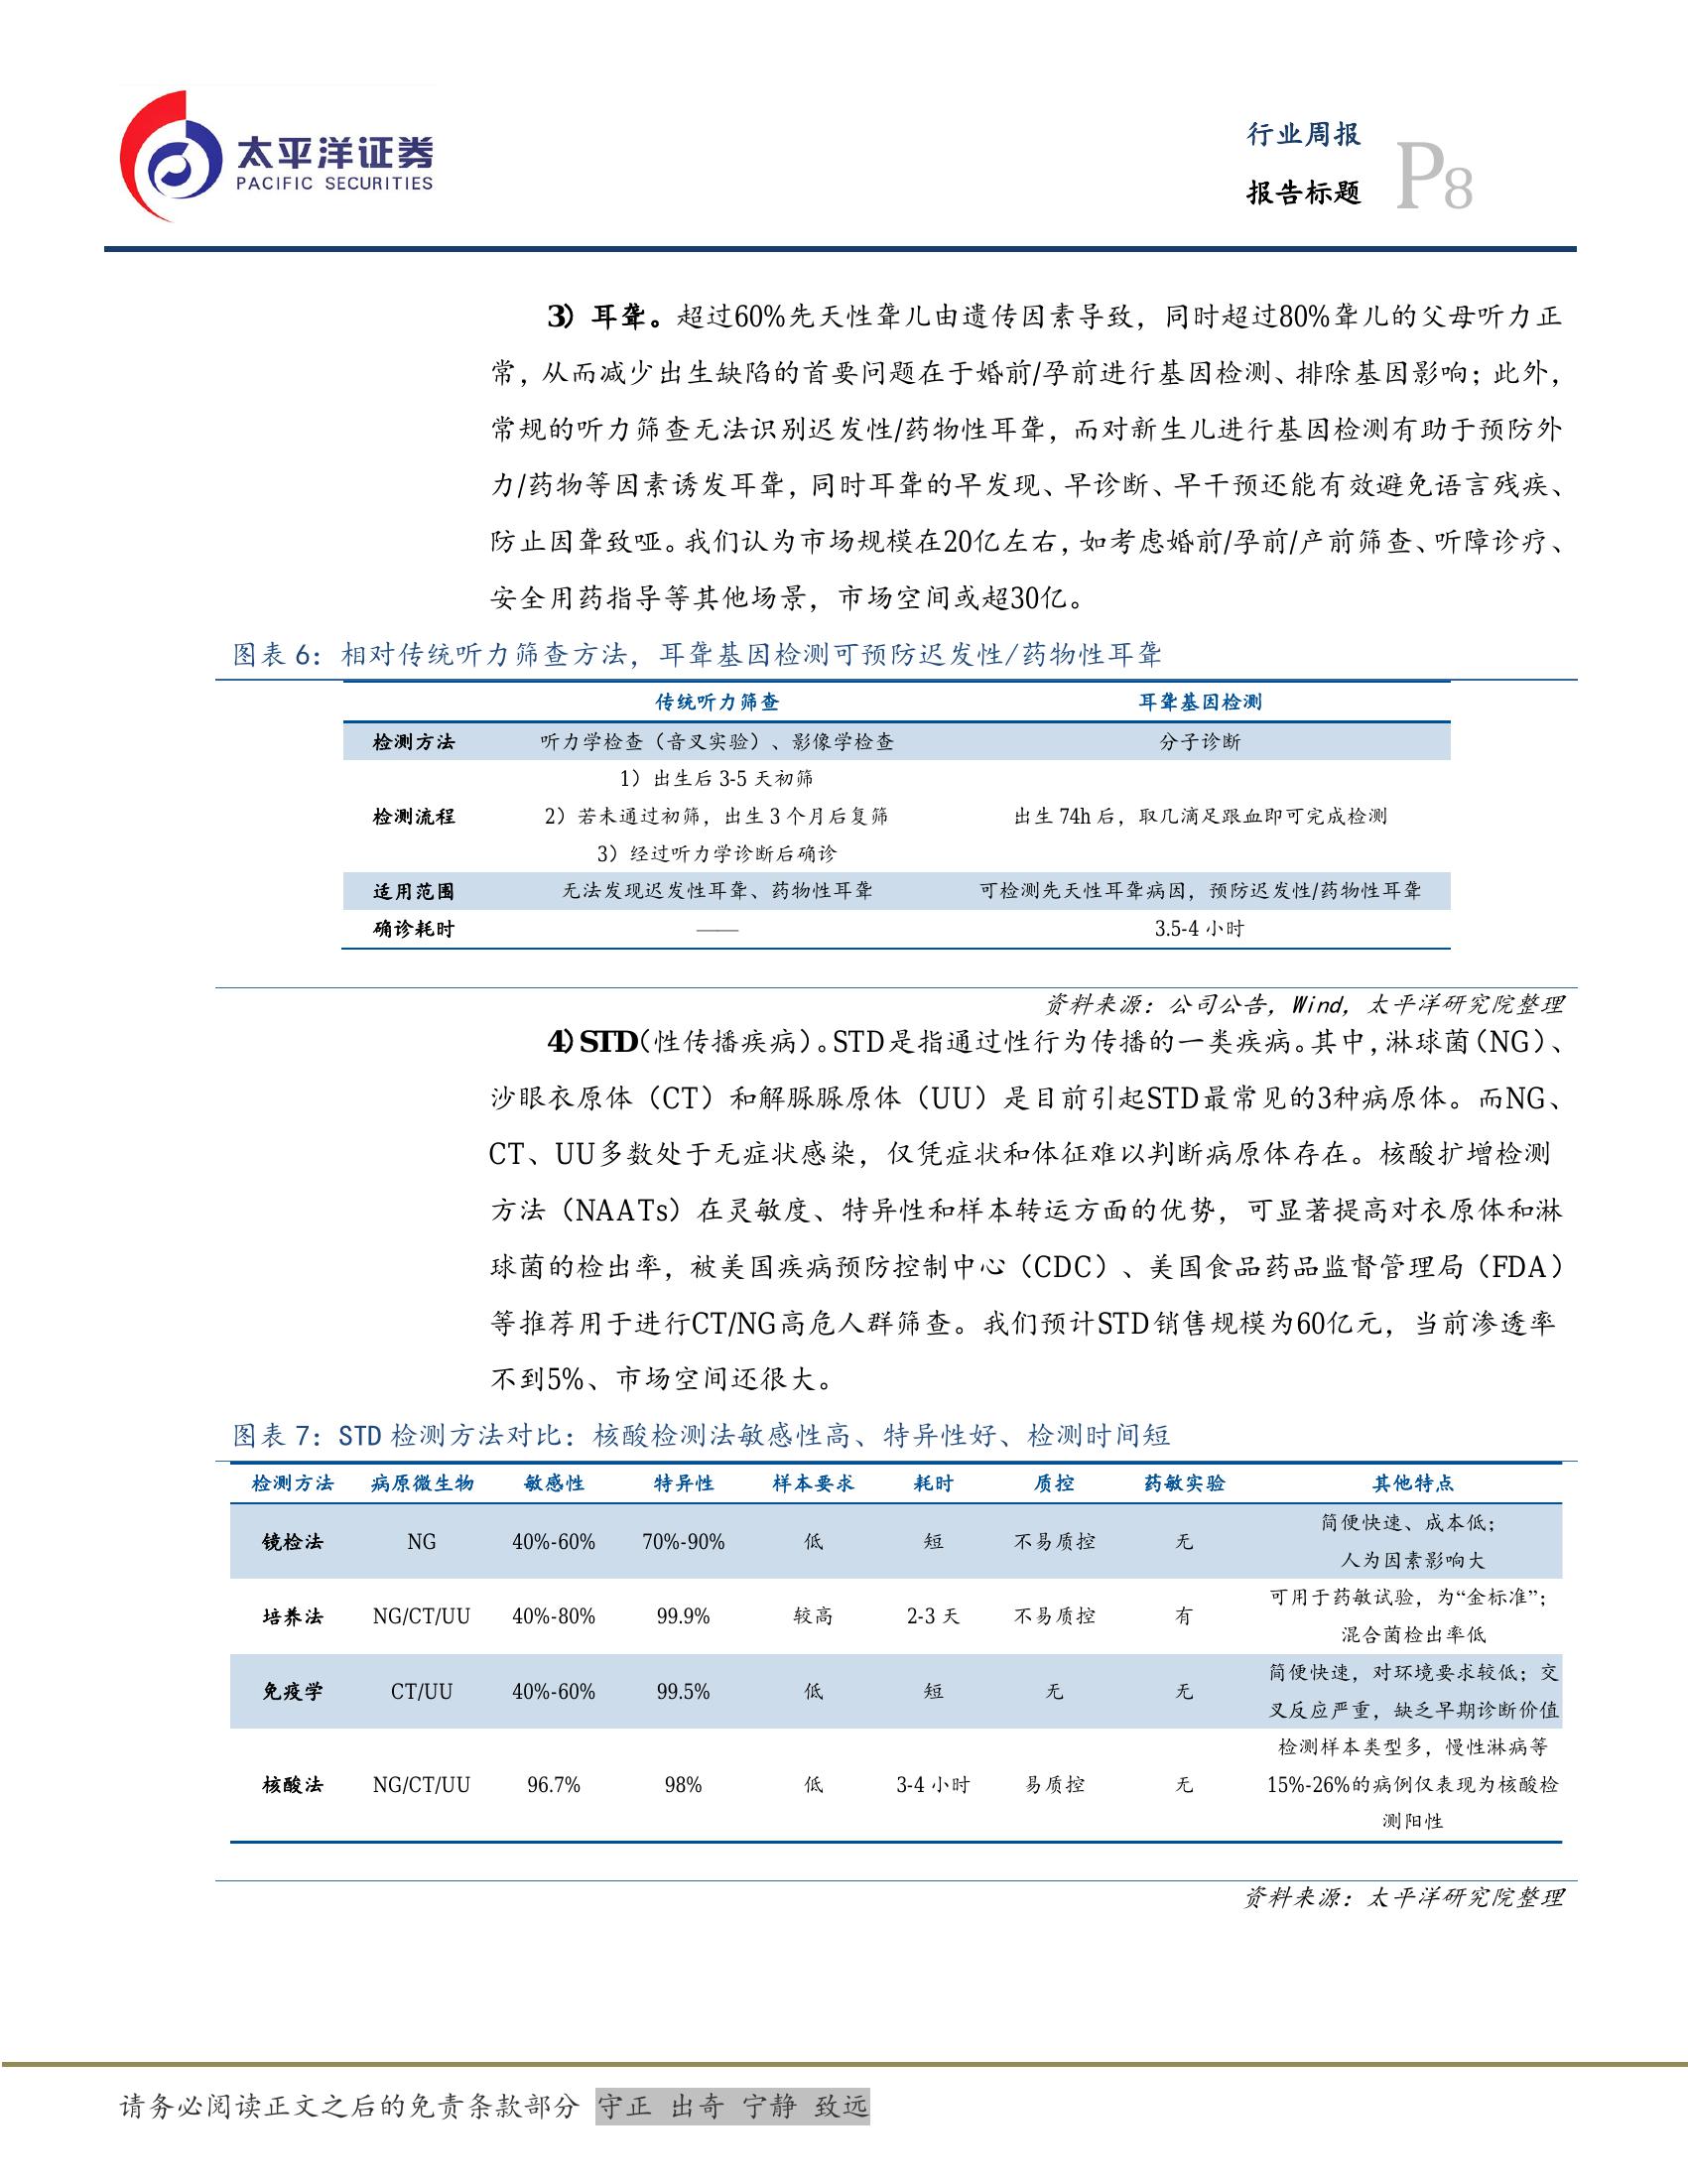 太平洋证券
PACIFIC SECURITIES
行业周报
报告标题
P8
3）耳聋。超过60%先天性聋儿由遗传因素导致，同时超过80%聋儿的父母听力正
常，从而减少出生缺陷的首要问题在于婚前/孕前进行基因检测、排除基因影响；此外，
常规的听力筛查无法识别迟发性/药物性耳聋，而对新生儿进行基因检测有助于预防外
力/药物等因素诱发耳聋，同时耳聋的早发现、早诊断、早干预还能有效避免语言残疾、
防止因聋致哑。我们认为市场规模在20亿左右，如考虑婚前/孕前/产前筛查、听障诊疗、
安全用药指导等其他场景，市场空间或超30亿。
图表 6：相对传统听力筛查方法，耳聋基因检测可预防迟发性/药物性耳聋
传统听力筛查 耳聋基因检测
检测方法 听力学检查（音叉实验）、影像学检查 分子诊断
1）出生后 3-5 天初筛
检测流程 2）若未通过初筛，出生 3 个月后复筛 出生 74h 后，取几滴足跟血即可完成检测
3）经过听力学诊断后确诊
适用范围 无法发现迟发性耳聋、药物性耳聋 可检测先天性耳聋病因，预防迟发性/药物性耳聋
确诊耗时 —— 3.5-4 小时
资料来源：公司公告，Wind，太平洋研究院整理
4）STD（性传播疾病）。STD是指通过性行为传播的一类疾病。其中，淋球菌（NG）、
沙眼衣原体（CT）和解脲脲原体（UU）是目前引起STD最常见的3种病原体。而NG、
CT、UU多数处于无症状感染，仅凭症状和体征难以判断病原体存在。核酸扩增检测
方法（NAATs）在灵敏度、特异性和样本转运方面的优势，可显著提高对衣原体和淋
球菌的检出率，被美国疾病预防控制中心（CDC）、美国食品药品监督管理局（FDA）
等推荐用于进行CT/NG高危人群筛查。我们预计STD销售规模为60亿元，当前渗透率
不到5%、市场空间还很大。
图表 7：STD 检测方法对比：核酸检测法敏感性高、特异性好、检测时间短
检测方法 病原微生物 敏感性 特异性 样本要求 耗时 质控 药敏实验 其他特点
简便快速、成本低；
镜检法 NG 40%-60% 70%-90% 低 短 不易质控 无
人为因素影响大
可用于药敏试验，为“金标准”；
培养法 NG/CT/UU 40%-80% 99.9% 较高 2-3 天 不易质控 有
混合菌检出率低
简便快速，对环境要求较低；交
免疫学 CT/UU 40%-60% 99.5% 低 短 无 无
叉反应严重，缺乏早期诊断价值
检测样本类型多，慢性淋病等
核酸法 NG/CT/UU 96.7% 98% 低 3-4 小时 易质控 无 15%-26%的病例仅表现为核酸检
测阳性
资料来源：太平洋研究院整理
请务必阅读正文之后的免责条款部分 守正 出奇 宁静 致远